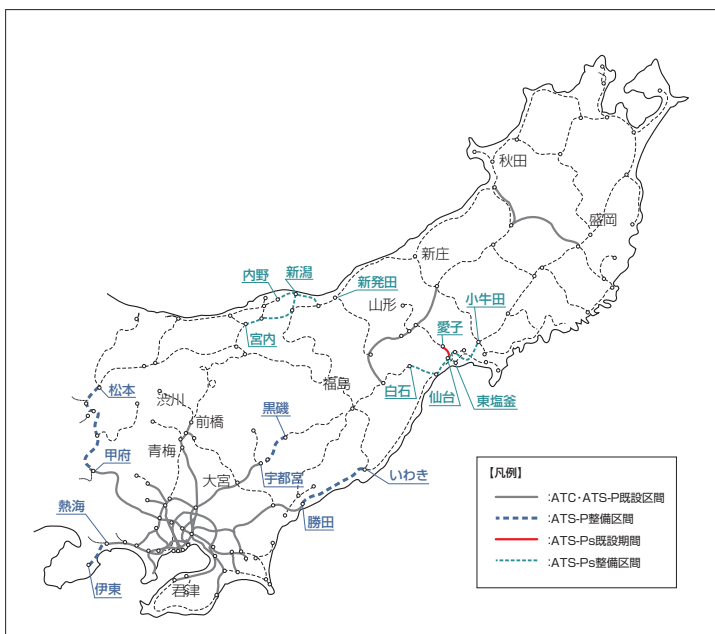 秋田
盛岡
新庄
内野
新潟
新発田
山形
小牛田
愛子
宮内
福島
白石
仙台
東塩釜
松本
渋川
黒磯
前橋
青梅
甲府
大宮
宇都宮
いわき
熱海
勝田
伊東
君津
【凡例】
:ATC・ATS-P既設区間
:ATS-P整備区間
:ATS-Ps既設期間
:ATS-Ps整備区間